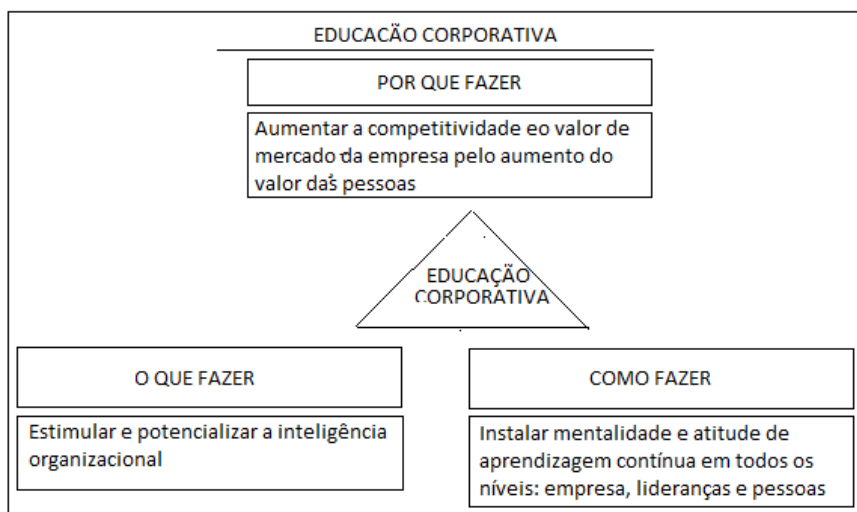 EDUCACÃO CORPORATIVA
POR QUE FAZER
Aumentar a competitividade eo valor de
mercado da empresa pelo aumento do
valor das pessoas
EDUCAÇÃO
CORPORATIVA
O QUE FAZER
Estimular e potencializar a inteligência
organizacional
COMO FAZER
Instalar mentalidade e atitude de
aprendizagem contínua em todos os
níveis: empresa, lideranças e pessoas